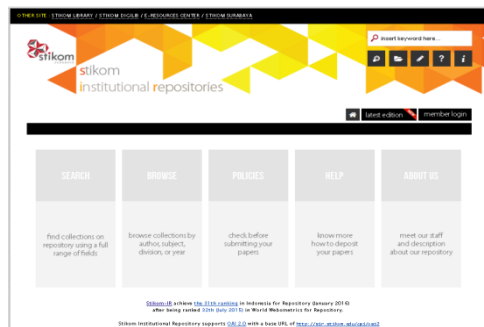 OTHER SITE : STIKOM LIBRARY / STIKOM DIGILIB / E-RESOURCES CENTER / STIKOM SURABAYA
insert keyword here...
stikom
stikom
institutional repositories
latest edition
member login
SEARCH
BROWSE
POLICIES
HELP
ABOUT US
find collections on
repository using a full
range of fields
browse collections by
author, subject,
division, or year
check before
submitting your
papers
know more
how to deposit
your papers
meet our staff
and description
about our repository
Stikom-IR achieve the 31th ranking in Indonesia for Repository (January 2016)
after being ranked 32th (July 2015) in World Webometrics for Repository.
Stikom Institutional Repository supports OAI 2.0 with a base URL of